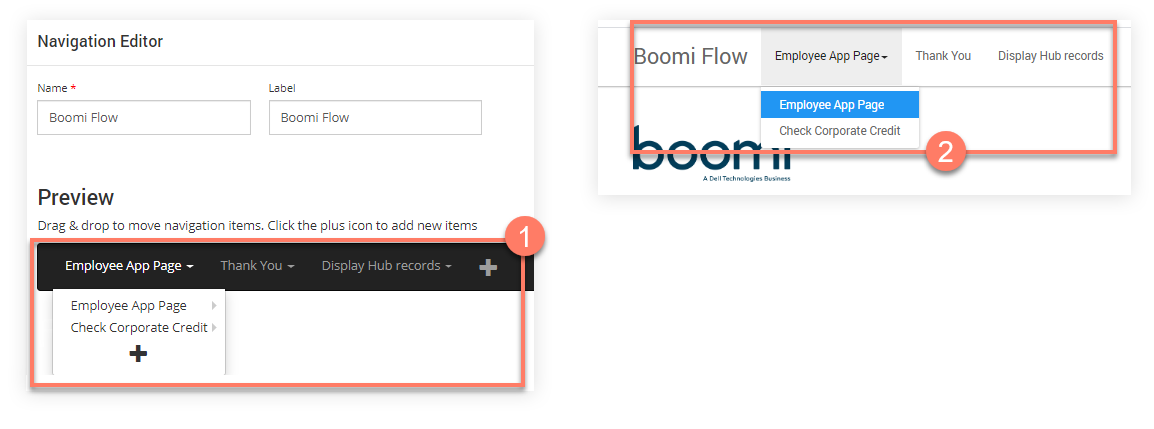 Navigation Editor
Name *
Label
Boomi Flow
Boomi Flow
Preview
Drag & drop to move navigation items. Click the plus icon to add new items
1
Employee App Page Thank You Display Hub records
Employee App Page
Check Corporate Credit
Boomi Flow Employee App Page Thank You Display Hub records
Employee App Page
Check Corporate Credit
2
boomi
A Dell Technologies Business